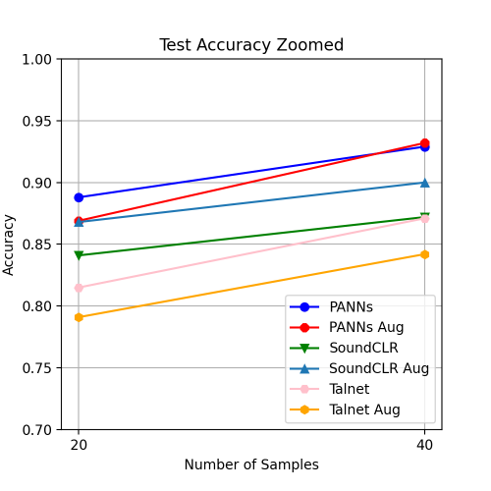 Test Accuracy Zoomed
1.00
0.95
0.90
0.85
0.80
0.75
0.70
Accuracy
20
40
Number of Samples
PANNs
PANNs Aug
SoundCLR
SoundCLR Aug
Talnet
Talnet Aug